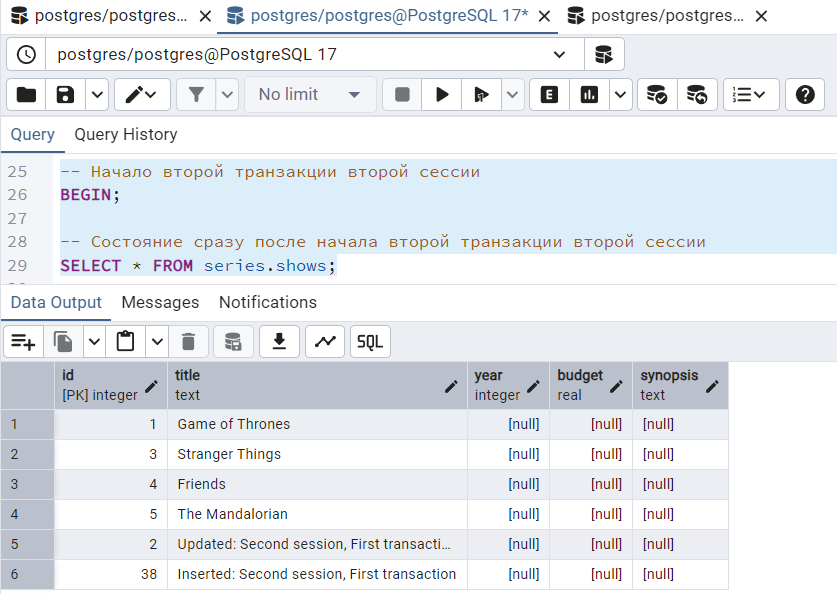 postgres/postgres... postgres/postgres@PostgreSQL 17* postgres/postgres...
postgres/postgres@PostgreSQL 17
No limit E
Query Query History
25 -- Начало второй транзакции второй сессии
26 BEGIN;
27
28 -- Состояние сразу после начала второй транзакции второй сессии
29 SELECT * FROM series.shows;
Data Output Messages Notifications
SQL
id title year budget synopsis
[PK] integer text integer real text
1 1 Game of Thrones [null] [null] [null]
2 3 Stranger Things [null] [null] [null]
3 4 Friends [null] [null] [null]
4 5 The Mandalorian [null] [null] [null]
5 2 Updated: Second session, First transacti... [null] [null] [null]
6 38 Inserted: Second session, First transaction [null] [null] [null]